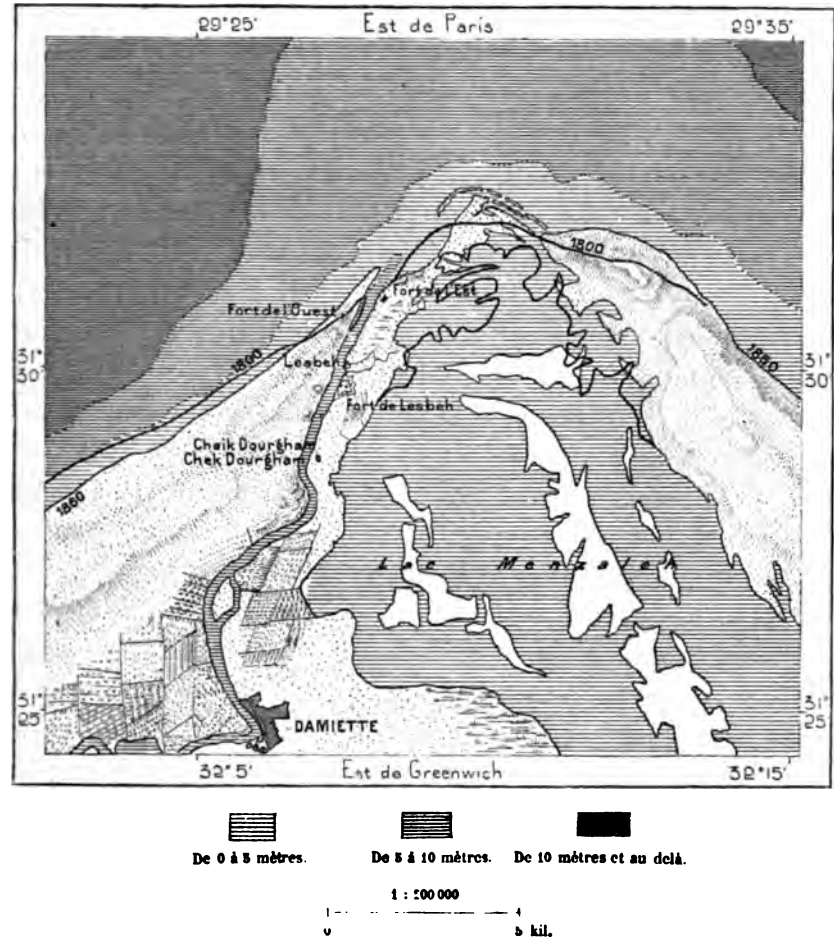 29°25' Est de Paris 29°35'
1800
Fort de l'Est
Fort de l'Ouest
1800
Lesbeh
31° 31°
30' 30'
1880
Fort de Lesbeh
Cheik Dourgham
Chek Dourgham
1880
Lac Menzaleh
31° 31°
25' 25'
DAMIETTE
32°5' Est de Greenwich 32°15'
De 0 à 5 mètres. De 5 à 10 mètres. De 10 mètres et au delà.
1 : 200 000
0 5 kil.